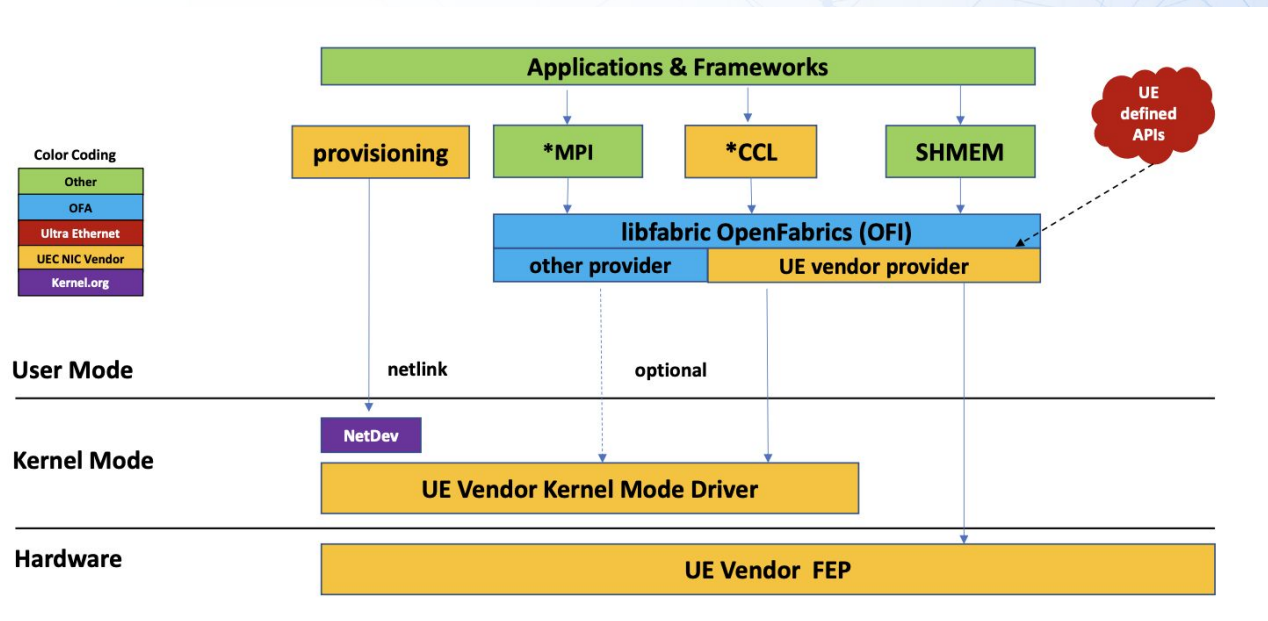 Applications & Frameworks
UE
defined
APIs
provisioning
*MPI
*CCL
SHMEM
Color Coding
Other
OFA
Ultra Ethernet
UEC NIC Vendor
Kernel.org
libfabric OpenFabrics (OFI)
other provider
UE vendor provider
User Mode
netlink
optional
Kernel Mode
NetDev
UE Vendor Kernel Mode Driver
Hardware
UE Vendor FEP